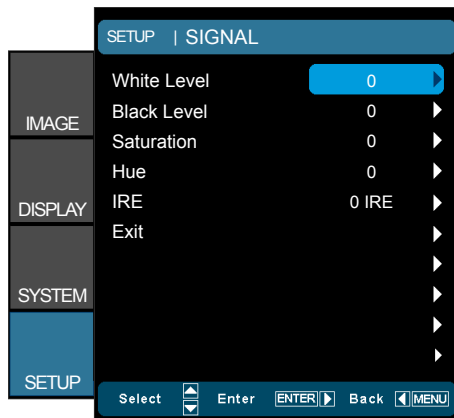 SETUP | SIGNAL
White Level 0
Black Level 0
Saturation 0
Hue 0
IRE 0 IRE
Exit
IMAGE
DISPLAY
SYSTEM
SETUP
Select Enter ENTER Back MENU